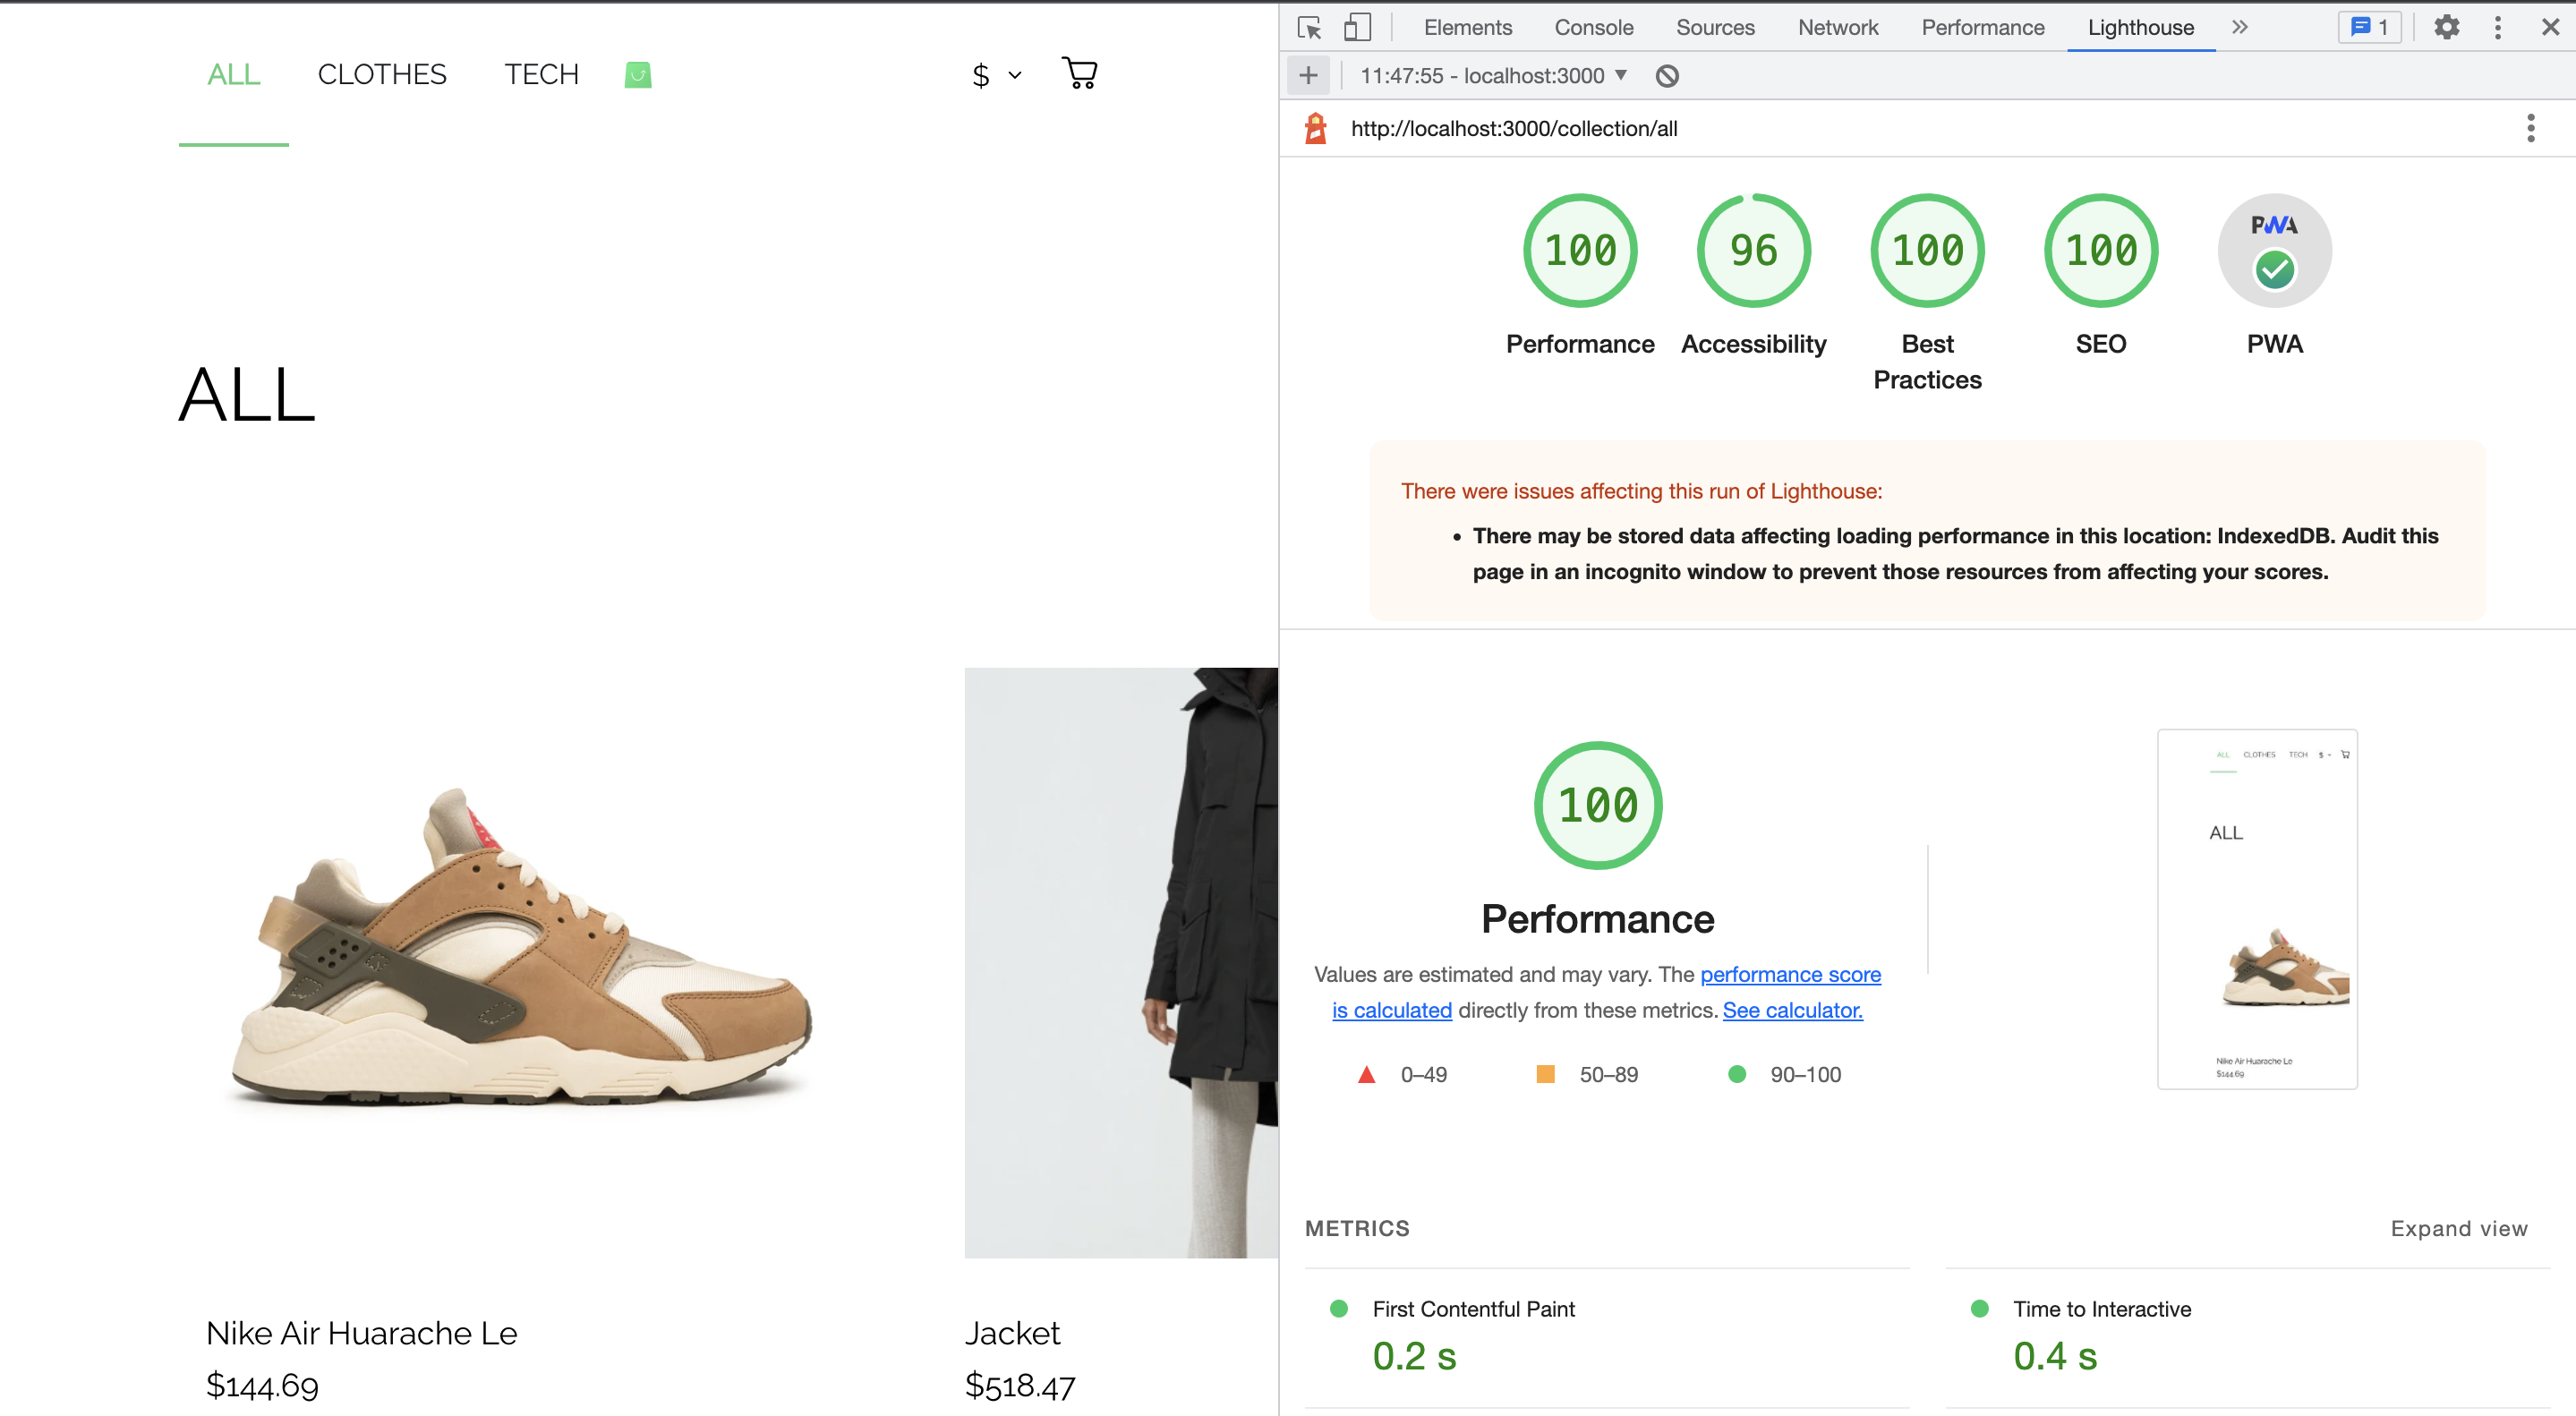 ALL CLOTHES TECH $
ALL
Nike Air Huarache Le
$144.69
Jacket
$518.47
Elements Console Sources Network Performance Lighthouse 1
11:47:55 - localhost:3000
http://localhost:3000/collection/all
100 96 100 100 PWA
Performance Accessibility Best Practices SEO PWA
There were issues affecting this run of Lighthouse:
• There may be stored data affecting loading performance in this location: IndexedDB. Audit this
page in an incognito window to prevent those resources from affecting your scores.
100
Performance
Values are estimated and may vary. The performance score
is calculated directly from these metrics. See calculator.
0–49 50–89 90–100
ALL CLOTHES TECH $
ALL
Nike Air Huarache Le
$144.69
METRICS Expand view
First Contentful Paint
0.2 s
Time to Interactive
0.4 s